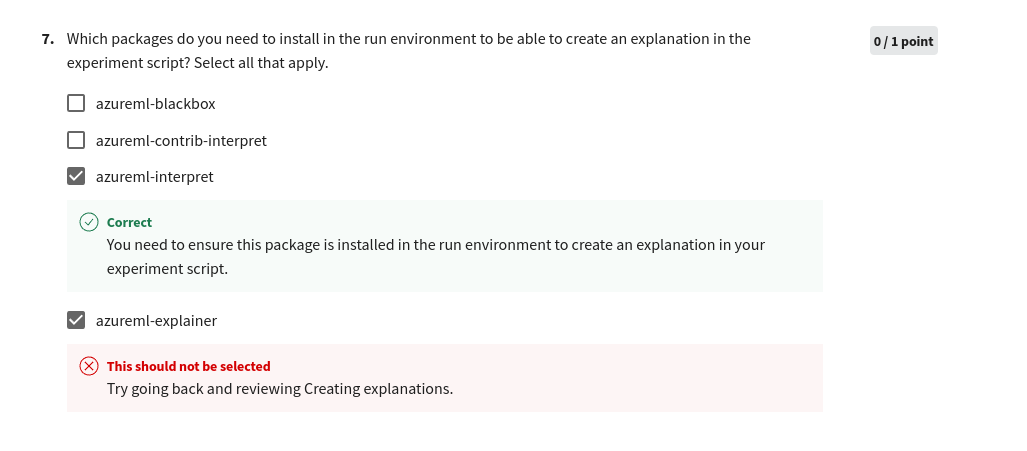 7. Which packages do you need to install in the run environment to be able to create an explanation in the
0 / 1 point
experiment script? Select all that apply.
azureml-blackbox
azureml-contrib-interpret
azureml-interpret
Correct
You need to ensure this package is installed in the run environment to create an explanation in your
experiment script.
azureml-explainer
This should not be selected
Try going back and reviewing Creating explanations.